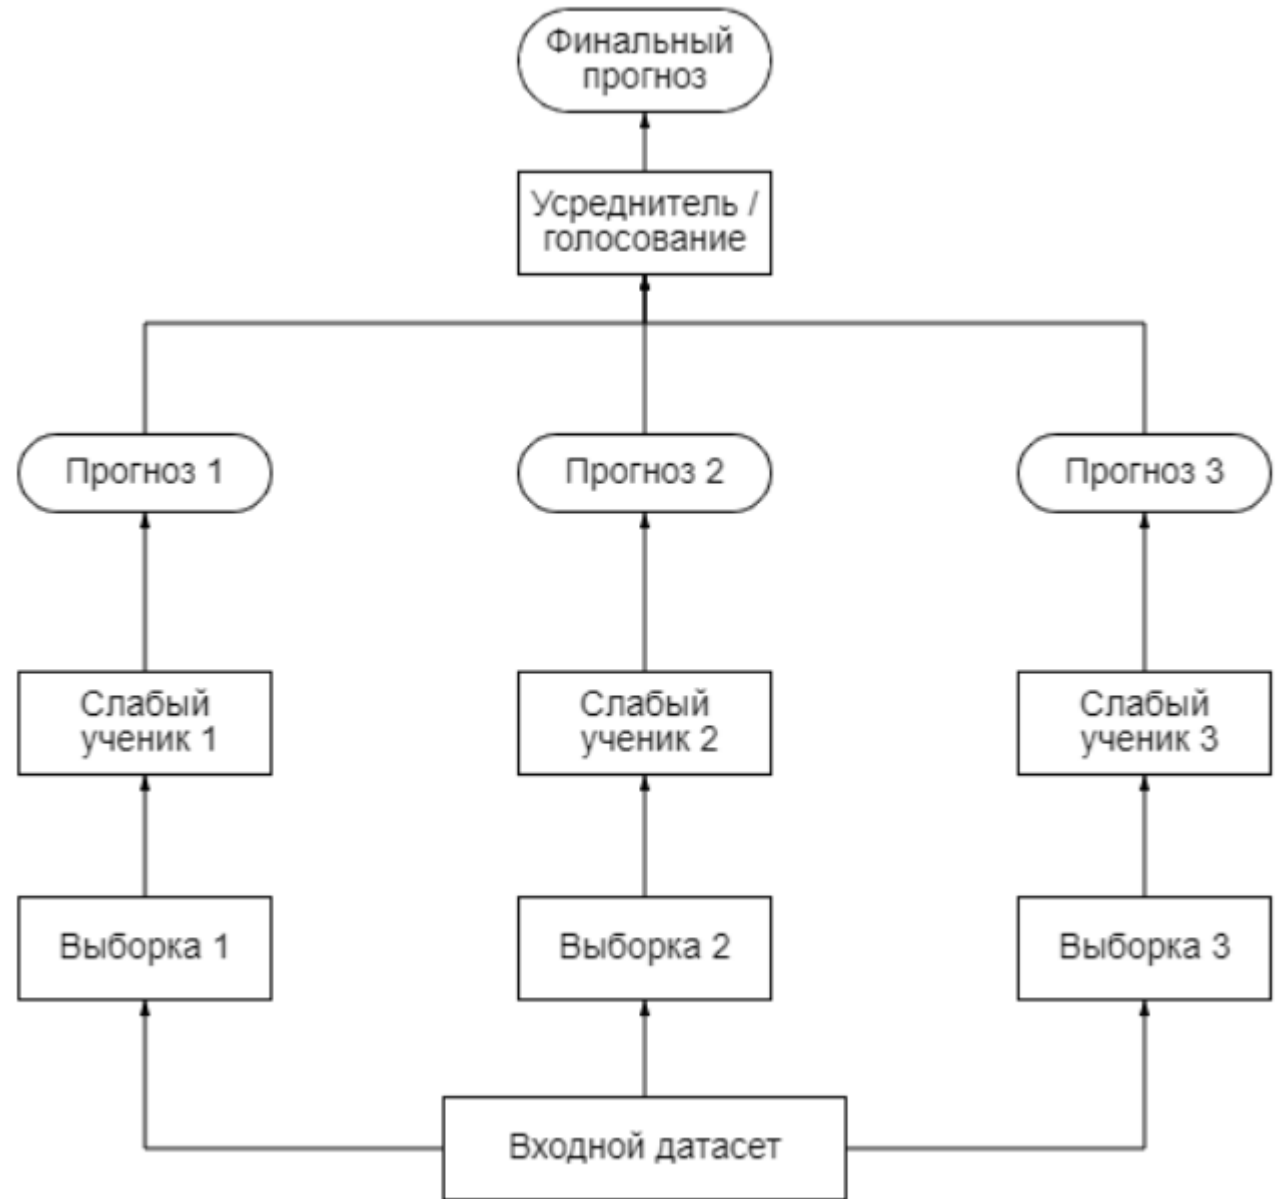 Финальный
прогноз
Усреднитель /
голосование
Прогноз 1
Прогноз 2
Прогноз 3
Слабый
ученик 1
Слабый
ученик 2
Слабый
ученик 3
Выборка 1
Выборка 2
Выборка 3
Входной датасет